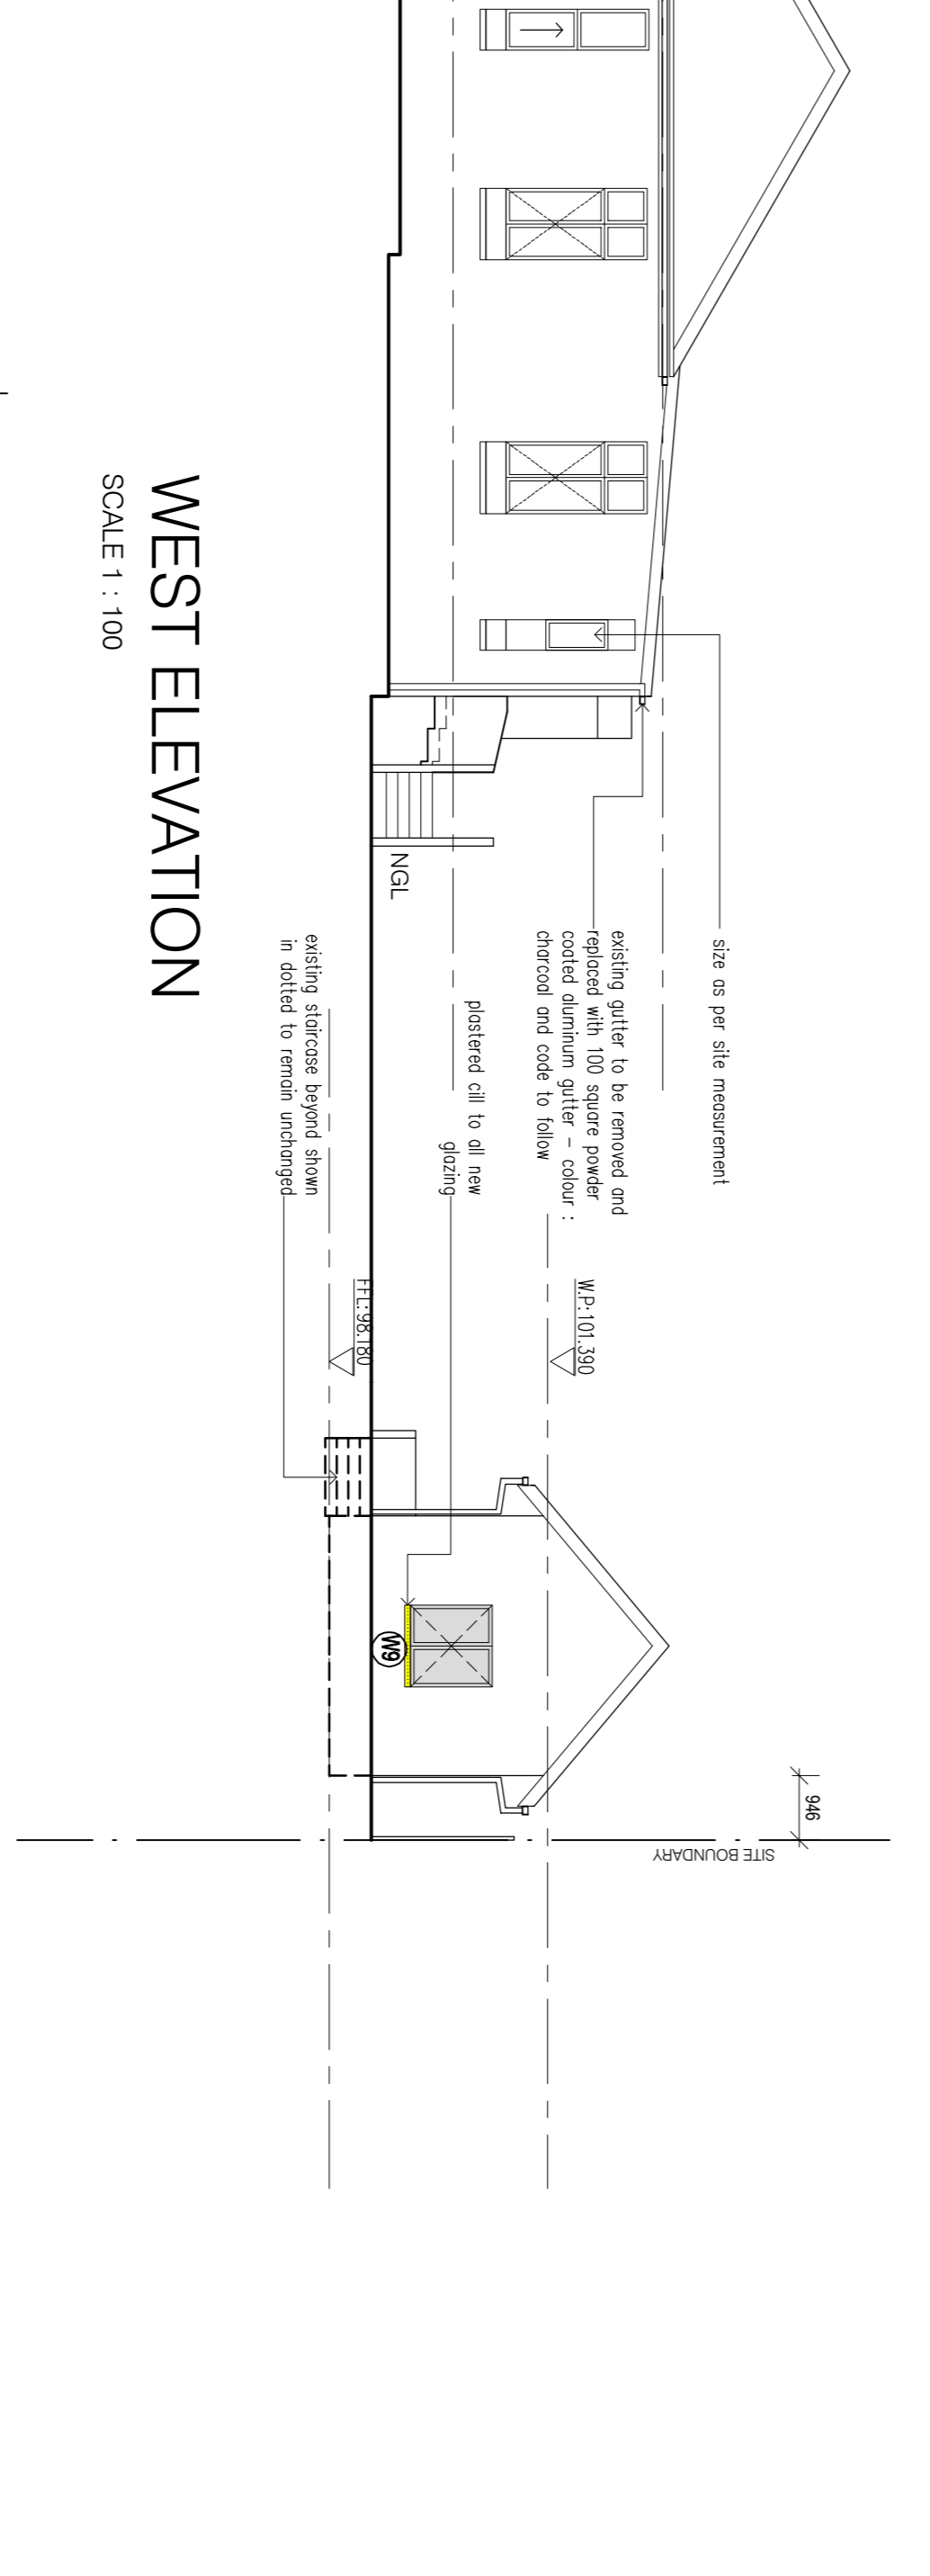 size as per site measurement
existing gutter to be removed and
replaced with 100 square powder
coated aluminum gutter - colour :
charcoal and code to follow
plastered cill to all new
glazing
W.P:101.390
FFL:98.180
NGL
existing staircase beyond shown
in dotted to remain unchanged
W9
946
SITE BOUNDARY
WEST ELEVATION
SCALE 1 : 100